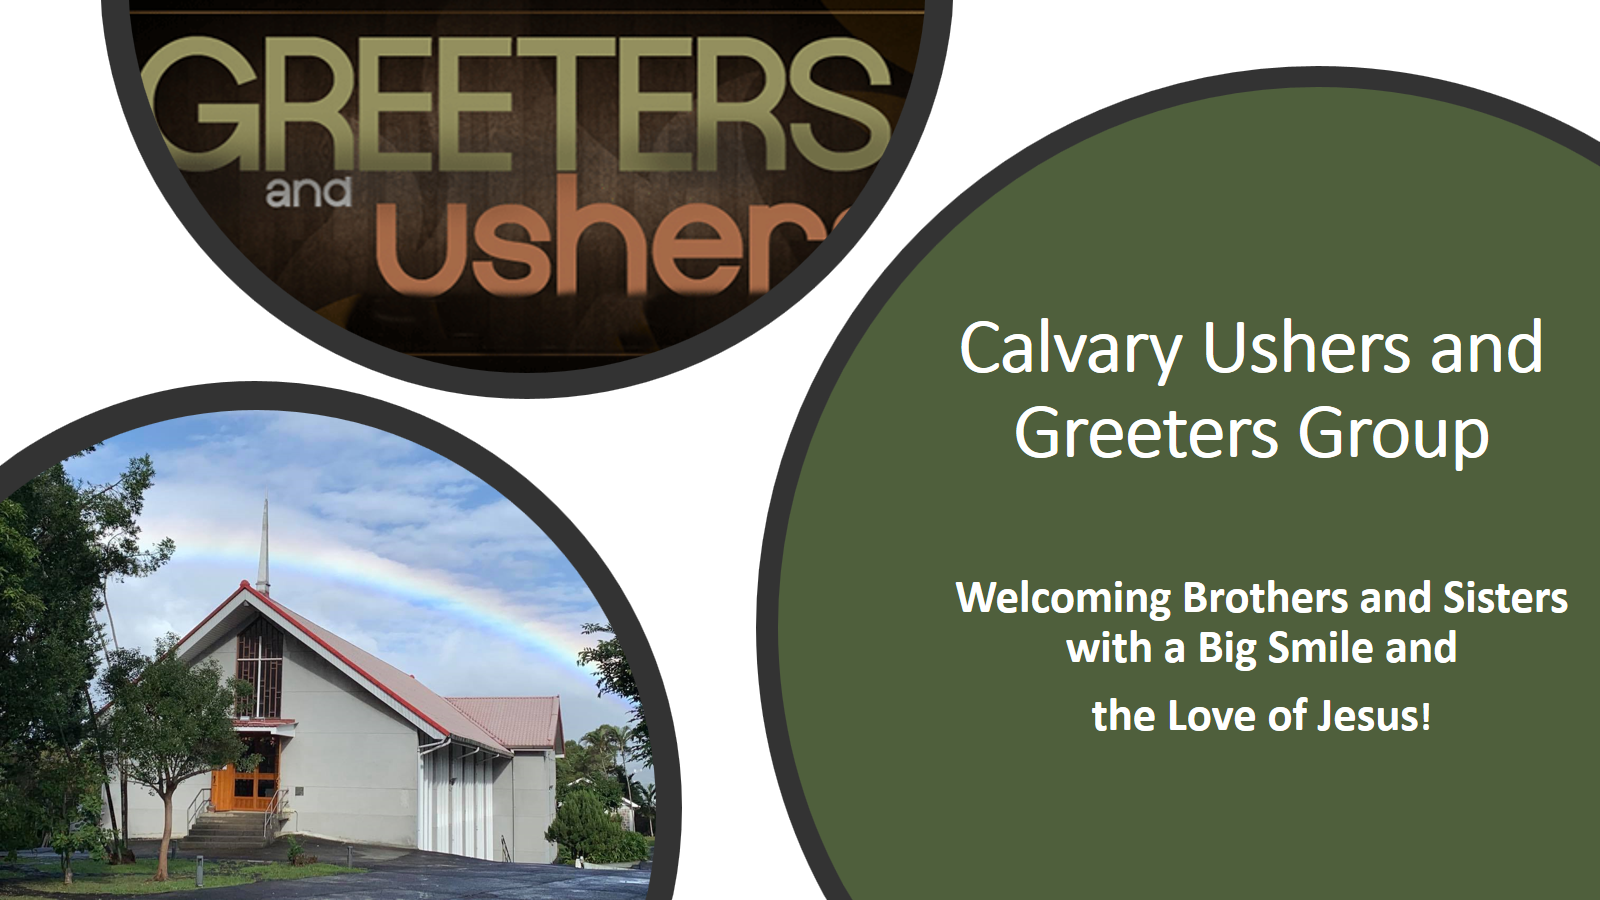 GREETERS
and
ushers
Calvary Ushers and
Greeters Group
Welcoming Brothers and Sisters
with a Big Smile and
the Love of Jesus!